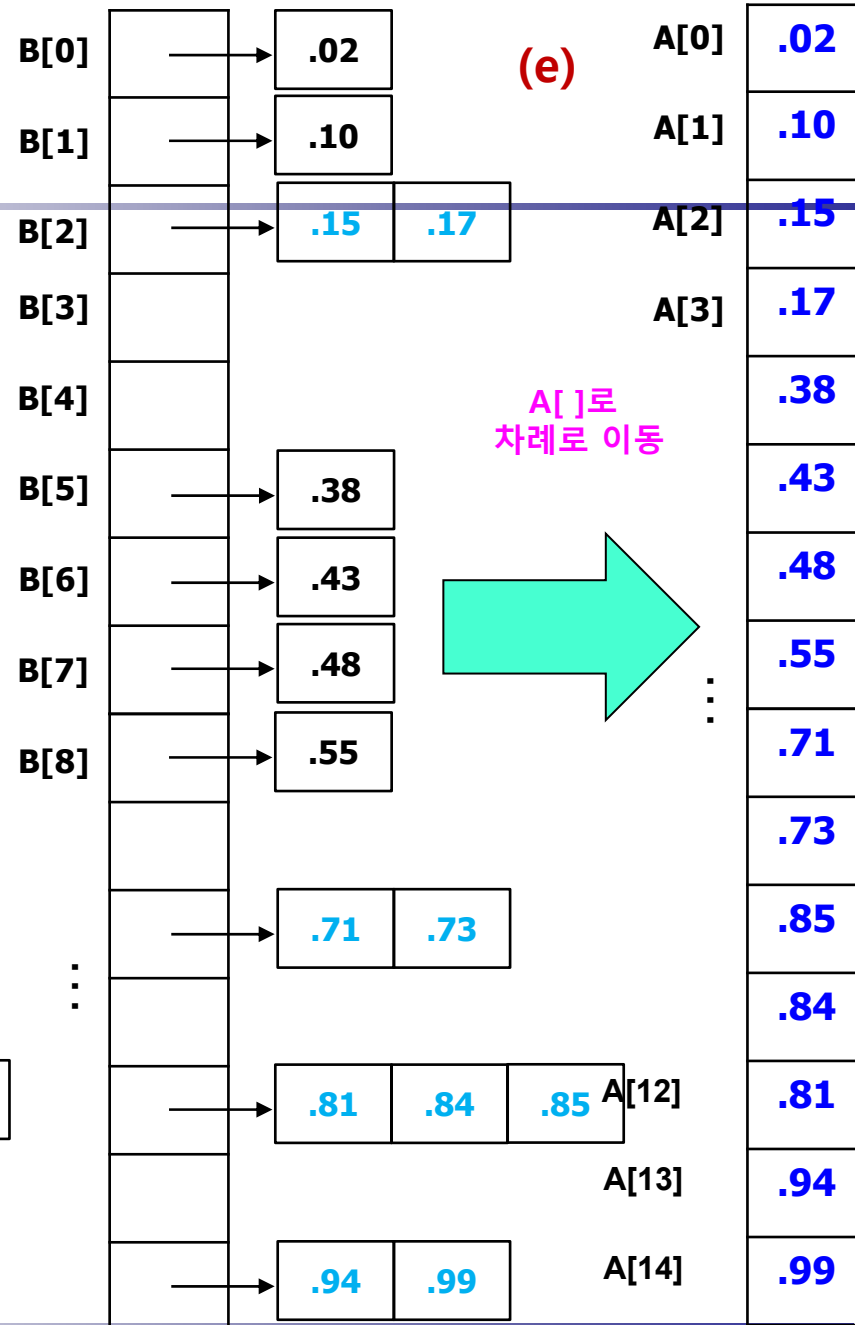 B[0] .02 (e) A[0] .02
B[1] .10 A[1] .10
B[2] .15 .17 A[2] .15
B[3] A[3] .17
B[4] A[ ]로 .38
차례로 이동
B[5] .38 .43
B[6] .43 .48
B[7] .48 .55
⋮
B[8] .55 .71
.73
.71 .73 .85
⋮ .84
.81 .84 .85 A[12] .81
A[13] .94
.94 .99 A[14] .99